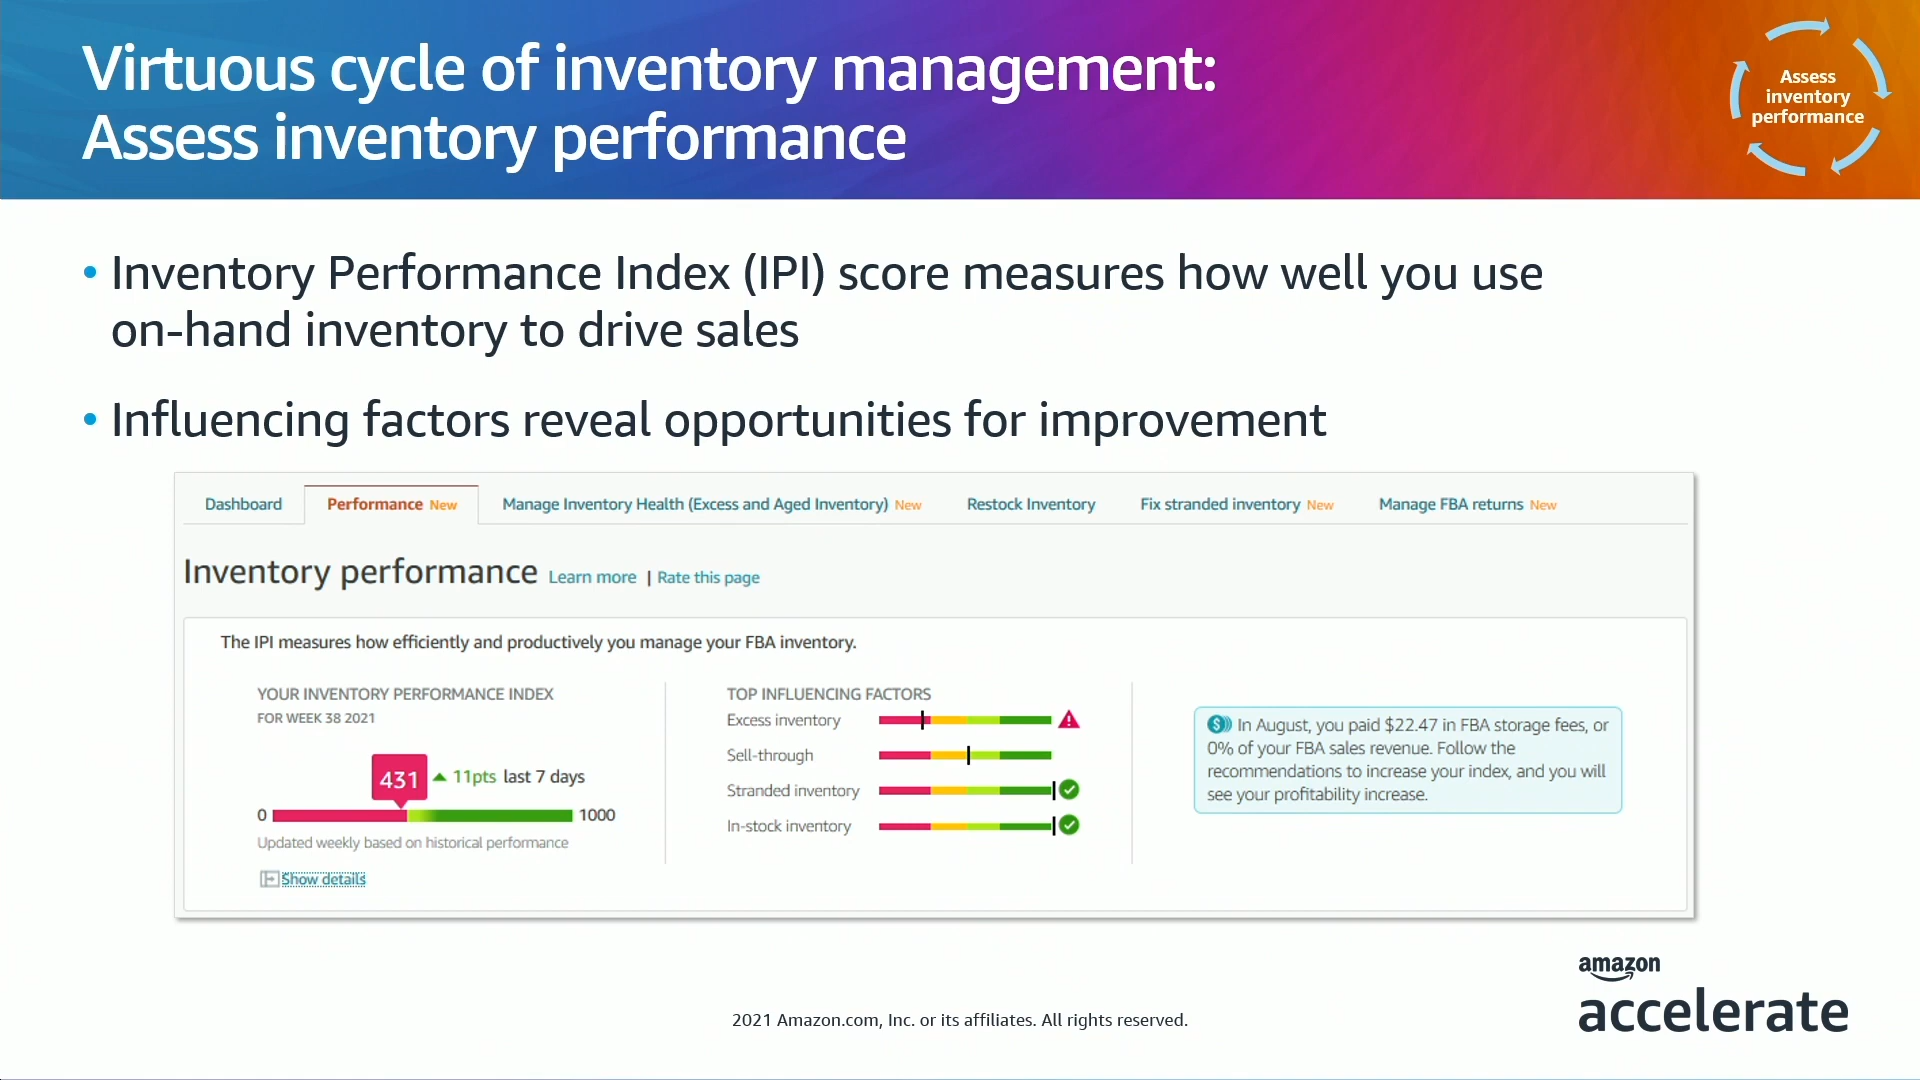 Virtuous cycle of inventory management:
Assess inventory performance
Assess
inventory
performance
• Inventory Performance Index (IPI) score measures how well you use
on-hand inventory to drive sales
• Influencing factors reveal opportunities for improvement
Dashboard Performance New Manage Inventory Health (Excess and Aged Inventory) New Restock Inventory Fix stranded inventory New Manage FBA returns New
Inventory performance Learn more | Rate this page
The IPI measures how efficiently and productively you manage your FBA inventory.
YOUR INVENTORY PERFORMANCE INDEX
FOR WEEK 38 2021
431 11pts last 7 days
0 1000
Updated weekly based on historical performance
Show details
TOP INFLUENCING FACTORS
Excess inventory
Sell-through
Stranded inventory
In-stock inventory
$ In August, you paid $22.47 in FBA storage fees, or
0% of your FBA sales revenue. Follow the
recommendations to increase your index, and you will
see your profitability increase.
2021 Amazon.com, Inc. or its affiliates. All rights reserved.
amazon
accelerate